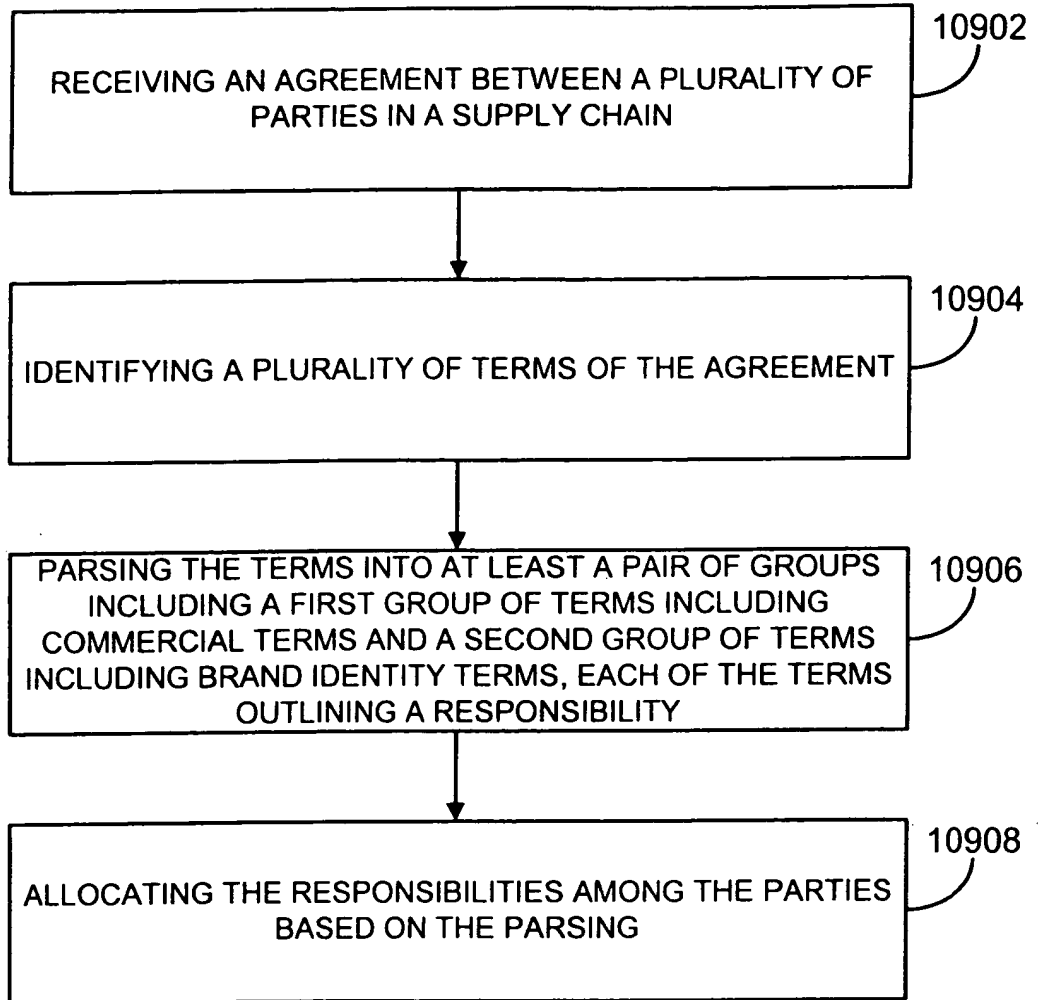 10902
RECEIVING AN AGREEMENT BETWEEN A PLURALITY OF
PARTIES IN A SUPPLY CHAIN
10904
IDENTIFYING A PLURALITY OF TERMS OF THE AGREEMENT
10906
PARSING THE TERMS INTO AT LEAST A PAIR OF GROUPS
INCLUDING A FIRST GROUP OF TERMS INCLUDING
COMMERCIAL TERMS AND A SECOND GROUP OF TERMS
INCLUDING BRAND IDENTITY TERMS, EACH OF THE TERMS
OUTLINING A RESPONSIBILITY
10908
ALLOCATING THE RESPONSIBILITIES AMONG THE PARTIES
BASED ON THE PARSING